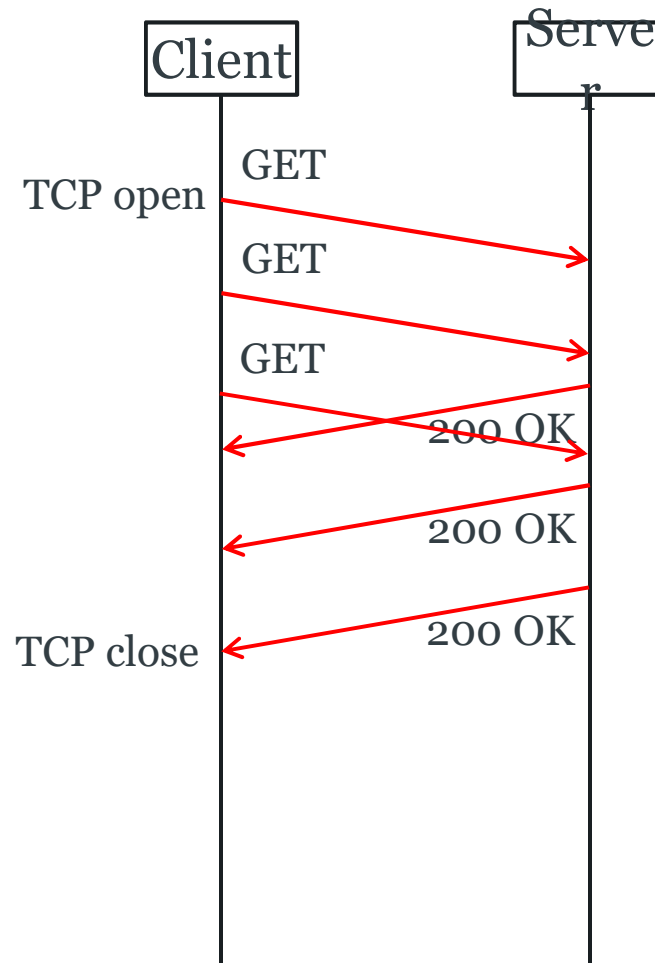 Client
Serve
r
GET
TCP open
GET
GET
200 OK
200 OK
200 OK
TCP close